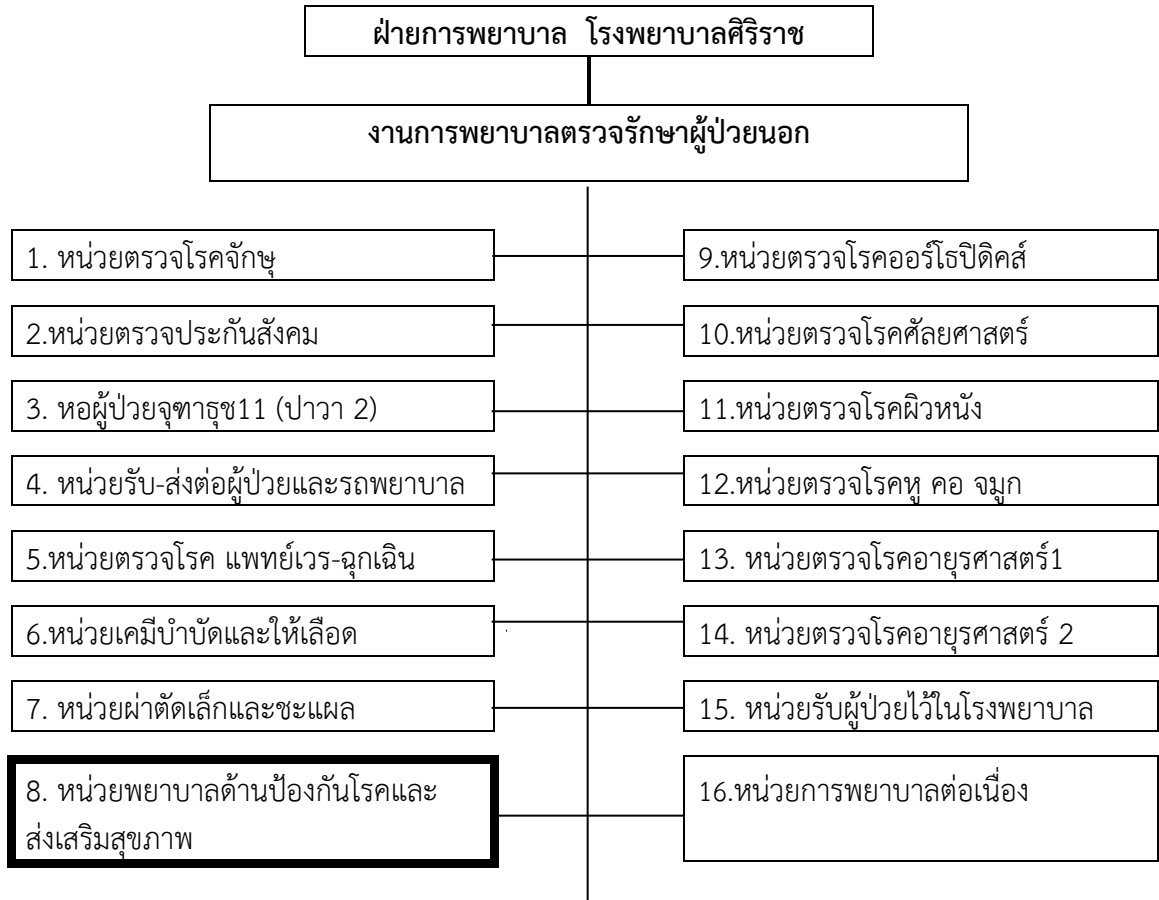 ฝ่ายการพยาบาล โรงพยาบาลศิริราช
งานการพยาบาลตรวจรักษาผู้ป่วยนอก
1. หน่วยตรวจโรคจักษุ
2.หน่วยตรวจประกันสังคม
3. หอผู้ป่วยจุฑาธุช11 (ปาวา 2)
4. หน่วยรับ-ส่งต่อผู้ป่วยและรถพยาบาล
5.หน่วยตรวจโรค แพทย์เวร-ฉุกเฉิน
6.หน่วยเคมีบำบัดและให้เลือด
7. หน่วยผ่าตัดเล็กและชะแผล
8. หน่วยพยาบาลด้านป้องกันโรคและ
ส่งเสริมสุขภาพ
9.หน่วยตรวจโรคออร์โธปิดิคส์
10.หน่วยตรวจโรคศัลยศาสตร์
11.หน่วยตรวจโรคผิวหนัง
12.หน่วยตรวจโรคหู คอ จมูก
13. หน่วยตรวจโรคอายุรศาสตร์1
14. หน่วยตรวจโรคอายุรศาสตร์ 2
15. หน่วยรับผู้ป่วยไว้ในโรงพยาบาล
16.หน่วยการพยาบาลต่อเนื่อง